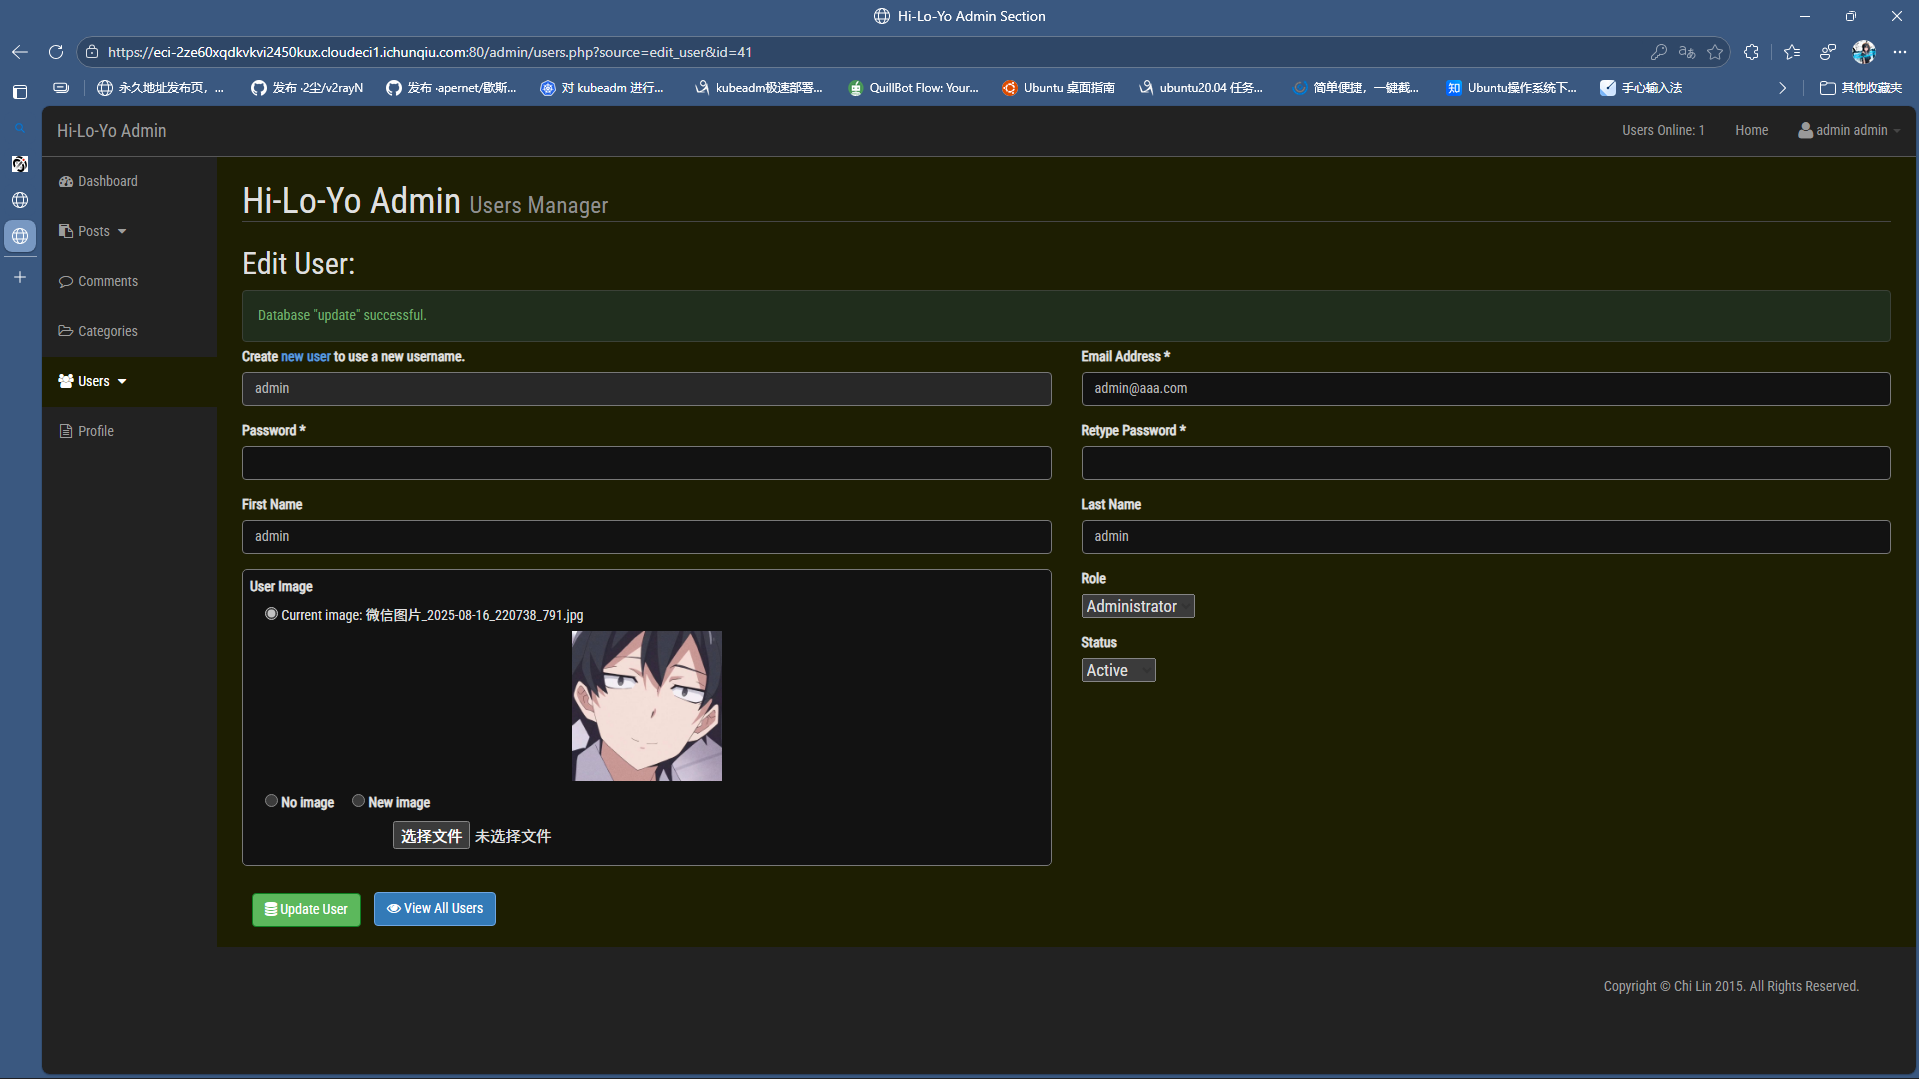 Hi-Lo-Yo Admin Section
https://eci-2ze60xqdkvkvi2450kux.cloudeci1.ichunqiu.com:80/admin/users.php?source=edit_user&id=41
永久地址发布页，... 发布 ·2尘/v2rayN 发布 ·apernet/歇斯... 对 kubeadm 进行... kubeadm极速部署... QuillBot Flow: Your... Ubuntu 桌面指南 ubuntu20.04 任务... 简单便捷，一键截... Ubuntu操作系统下... 手心输入法 其他收藏夹
Hi-Lo-Yo Admin Users Online: 1 Home admin admin
Dashboard
Posts
Comments
Categories
Users
Profile
Hi-Lo-Yo Admin Users Manager
Edit User:
Database "update" successful.
Create new user to use a new username.
admin
Email Address *
admin@aaa.com
Password *
Retype Password *
First Name
admin
Last Name
admin
User Image
Current image: 微信图片_2025-08-16_220738_791.jpg
No image New image
选择文件 未选择文件
Role
Administrator
Status
Active
Update User View All Users
Copyright © Chi Lin 2015. All Rights Reserved.